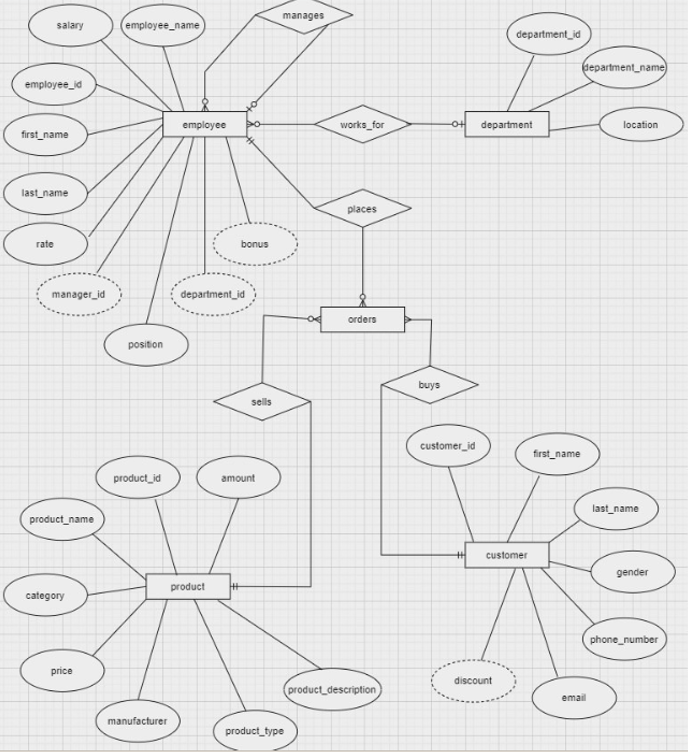 manages
salary
employee_name
department_id
department_name
employee_id
employee
works_for
department
location
first_name
last_name
places
rate
bonus
manager_id
department_id
orders
position
sells
buys
customer_id
first_name
product_id
amount
last_name
product_name
customer
gender
product
category
phone_number
price
discount
product_description
email
manufacturer
product_type